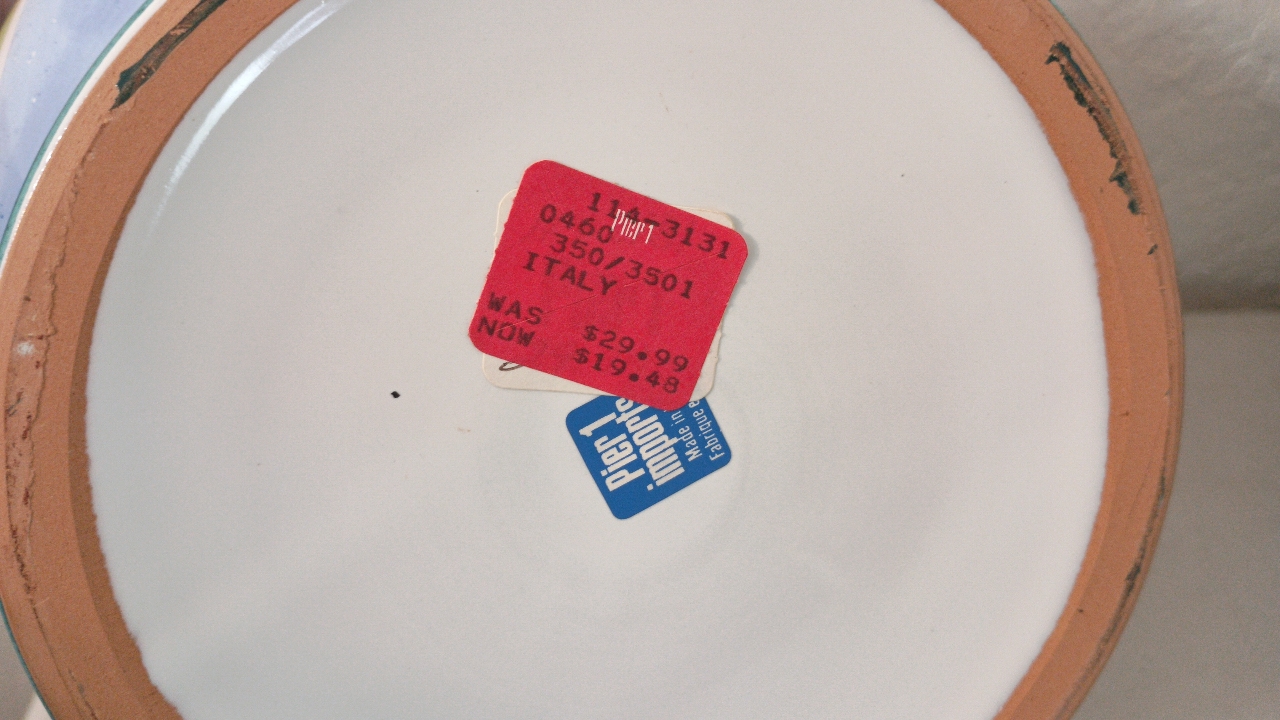 114-3131
0460 PIER 1
350/3501
ITALY
WAS $29.99
NOW $19.48
Pier 1
imports
Made in
Fabriqué